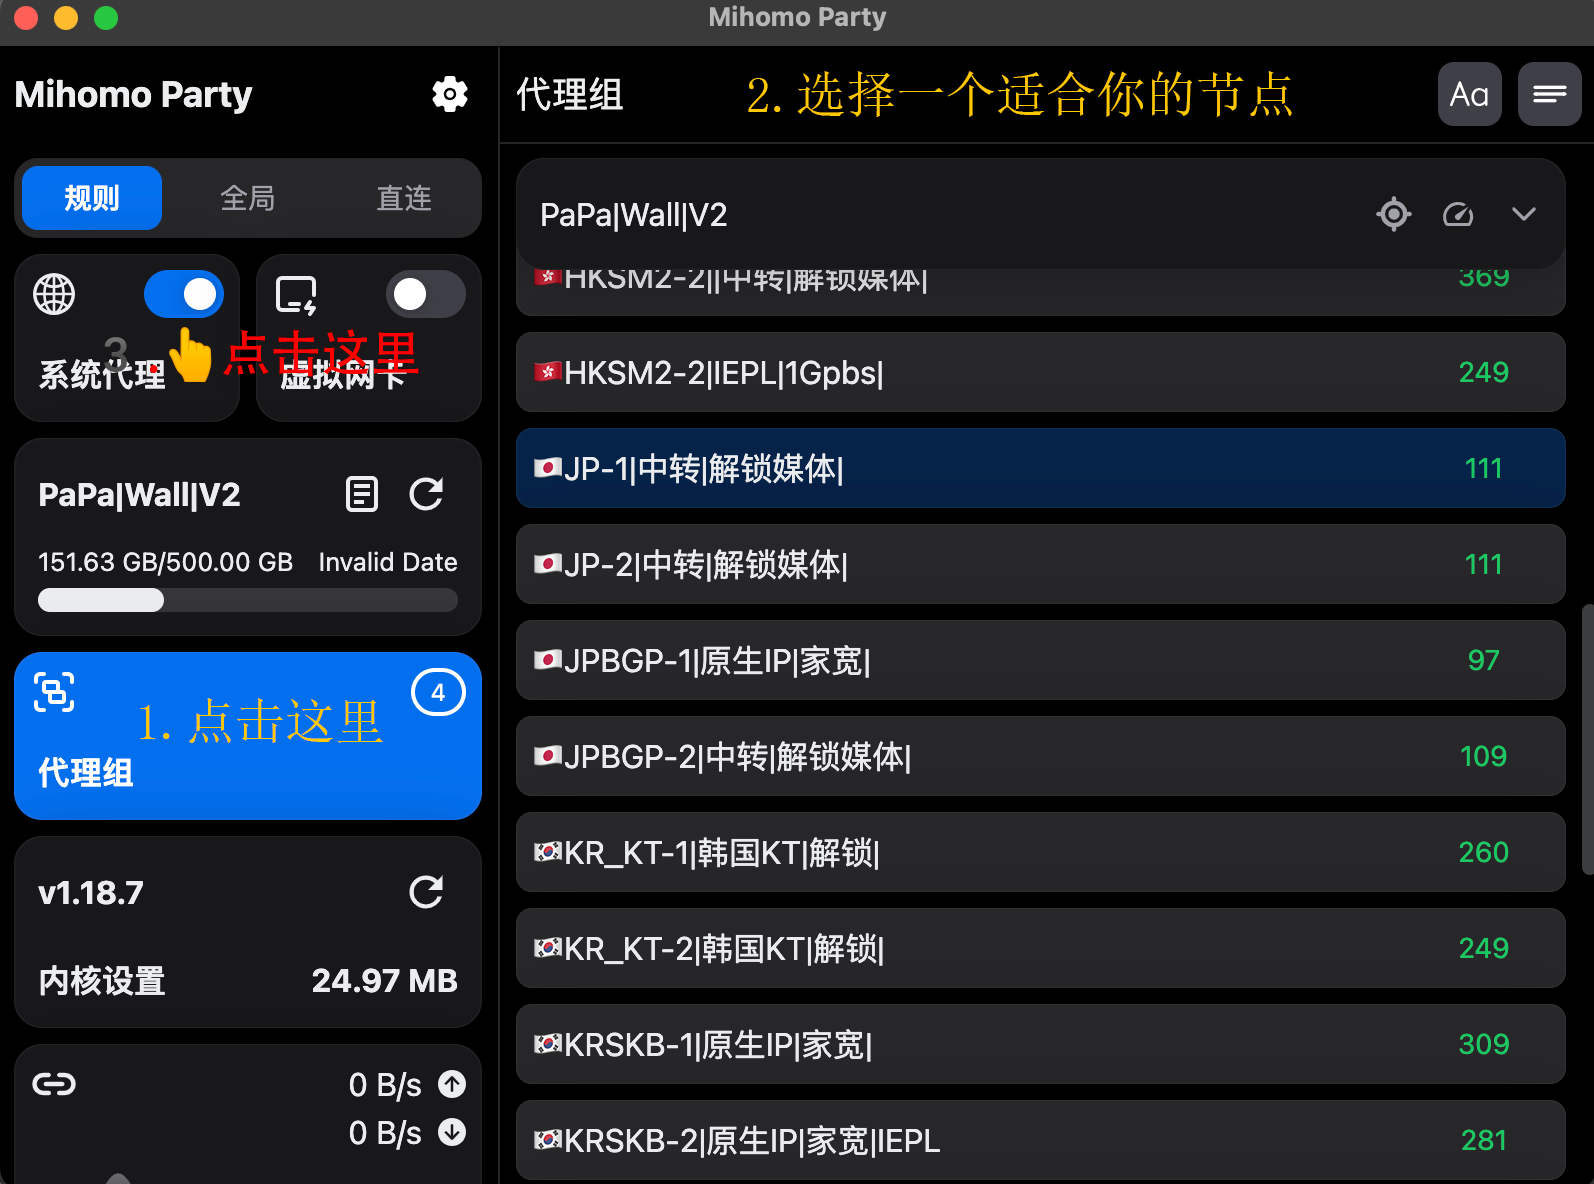 Mihomo Party
Mihomo Party
代理组
2. 选择一个适合你的节点
Aa
规则
全局
直连
系统代理
虚拟网卡
3. 👆点击这里
PaPa|Wall|V2
151.63 GB/500.00 GB
Invalid Date
4
1. 点击这里
代理组
v1.18.7
内核设置
24.97 MB
0 B/s
0 B/s
PaPa|Wall|V2
🇭🇰HKSM2-2||中转|解锁媒体|
369
🇭🇰HKSM2-2|IEPL|1Gpbs|
249
🇯🇵JP-1|中转|解锁媒体|
111
🇯🇵JP-2|中转|解锁媒体|
111
🇯🇵JPBGP-1|原生IP|家宽|
97
🇯🇵JPBGP-2|中转|解锁媒体|
109
🇰🇷KR_KT-1|韩国KT|解锁|
260
🇰🇷KR_KT-2|韩国KT|解锁|
249
🇰🇷KRSKB-1|原生IP|家宽|
309
🇰🇷KRSKB-2|原生IP|家宽|IEPL
281